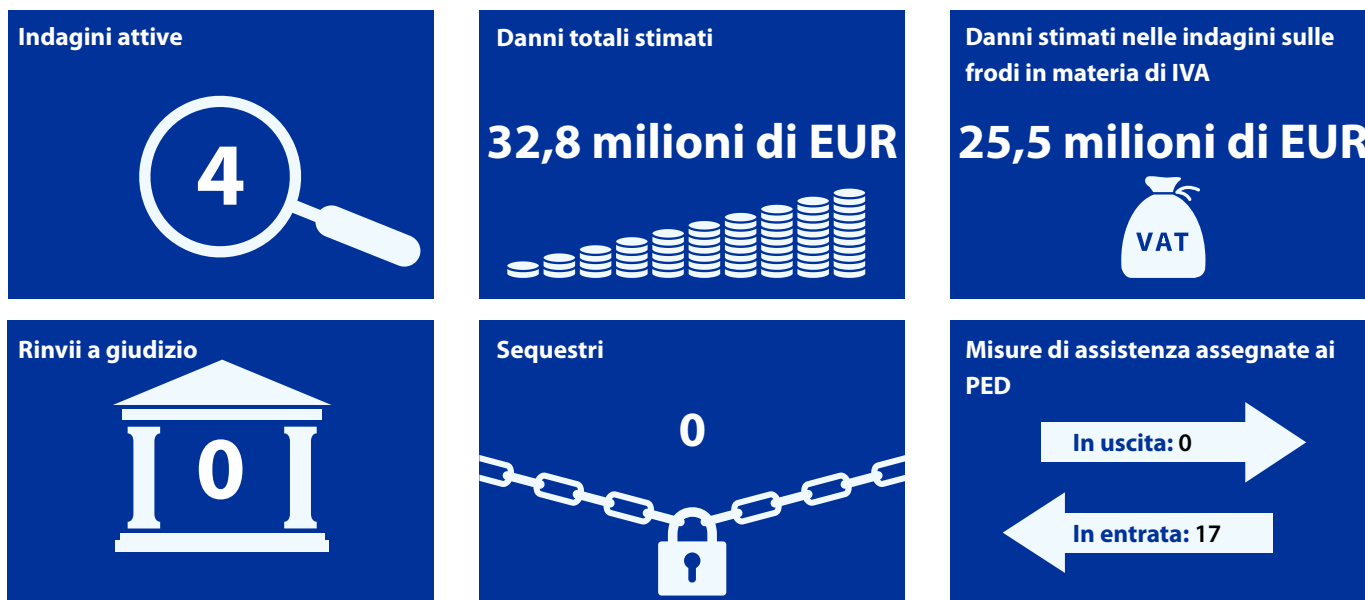 Indagini attive
4
Danni totali stimati
32,8 milioni di EUR
Danni stimati nelle indagini sulle
frodi in materia di IVA
25,5 milioni di EUR
VAT
Rinvii a giudizio
0
Sequestri
0
Misure di assistenza assegnate ai
PED
In uscita: 0
In entrata: 17